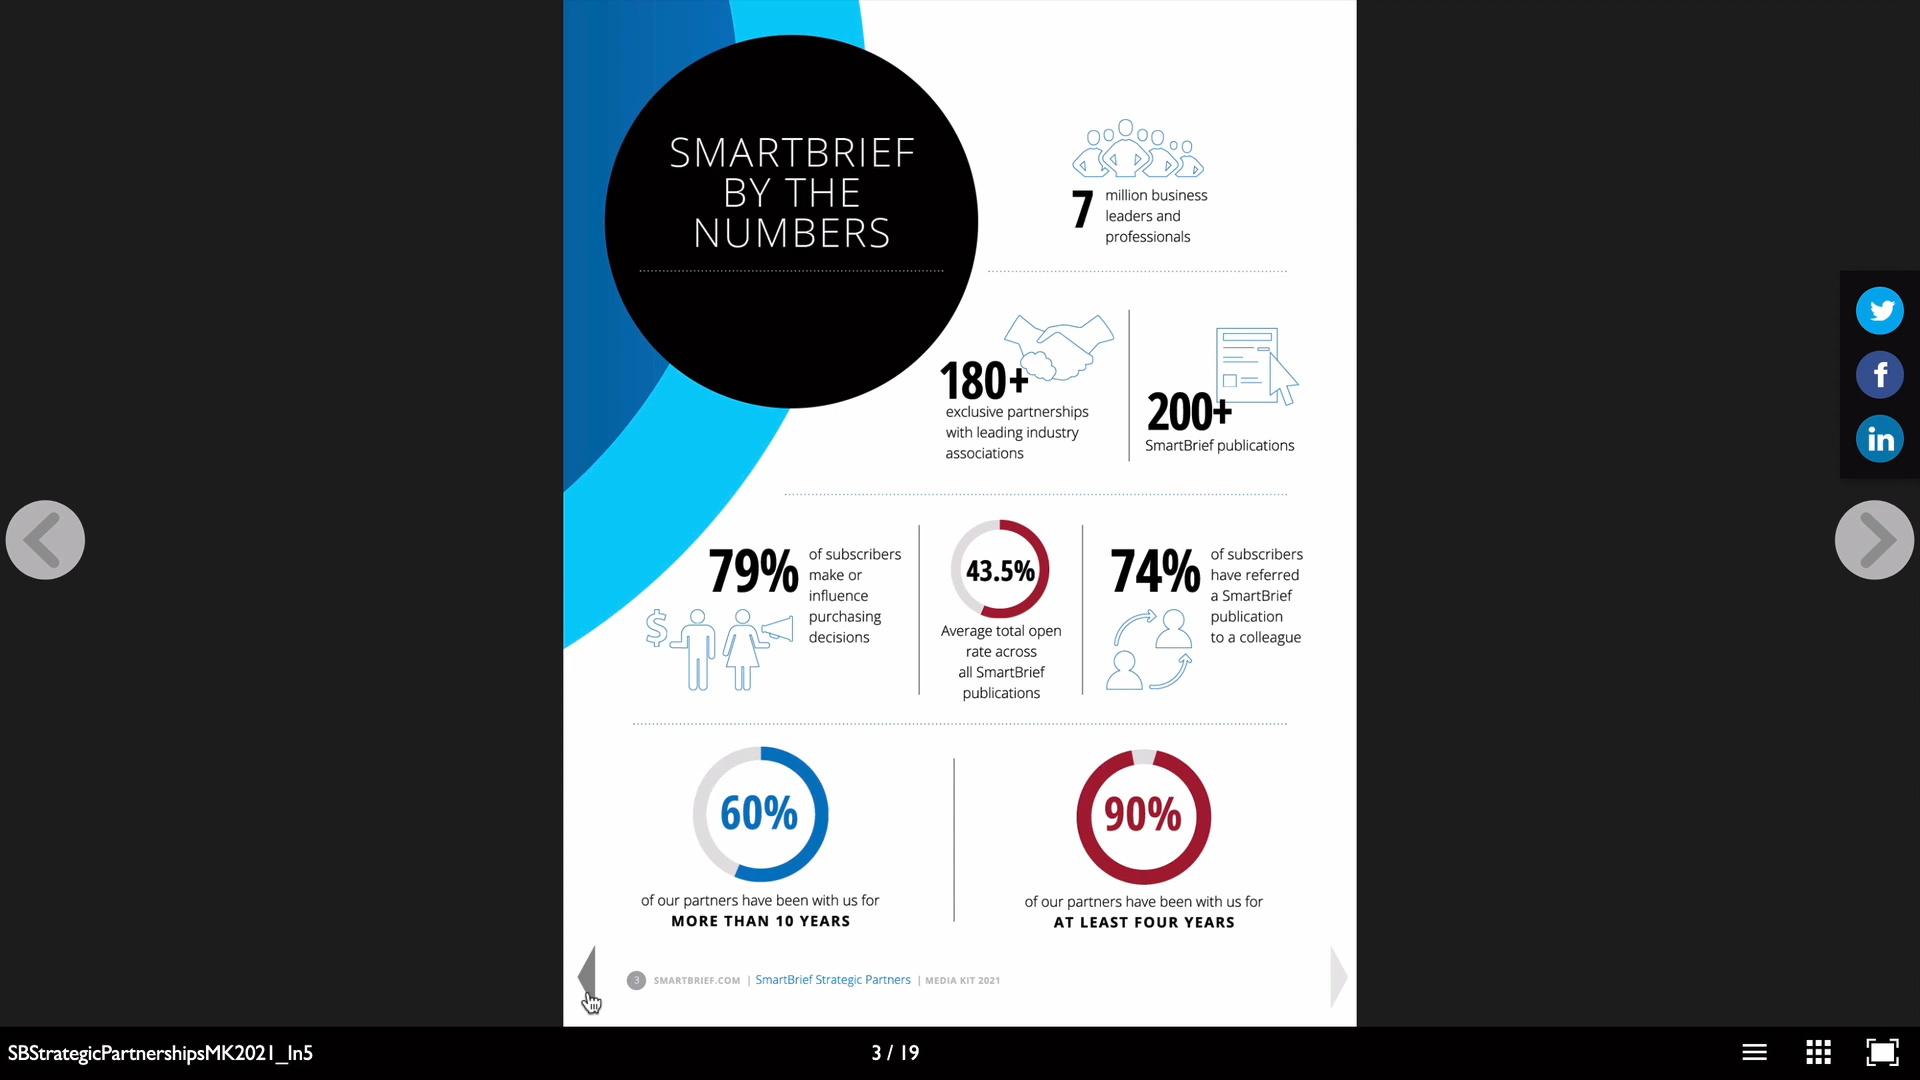 SMARTBRIEF
BY THE
NUMBERS
7
million business
leaders and
professionals
180+
exclusive partnerships
with leading industry
associations
200+
SmartBrief publications
79%
of subscribers
make or
influence
purchasing
decisions
$
43.5%
Average total open
rate across
all SmartBrief
publications
74%
of subscribers
have referred
a SmartBrief
publication
to a colleague
60%
of our partners have been with us for
MORE THAN 10 YEARS
90%
of our partners have been with us for
AT LEAST FOUR YEARS
3 SMARTBRIEF.COM | SmartBrief Strategic Partners | MEDIA KIT 2021
f
in
SBStrategicPartnershipsMK2021_In5
3 / 19